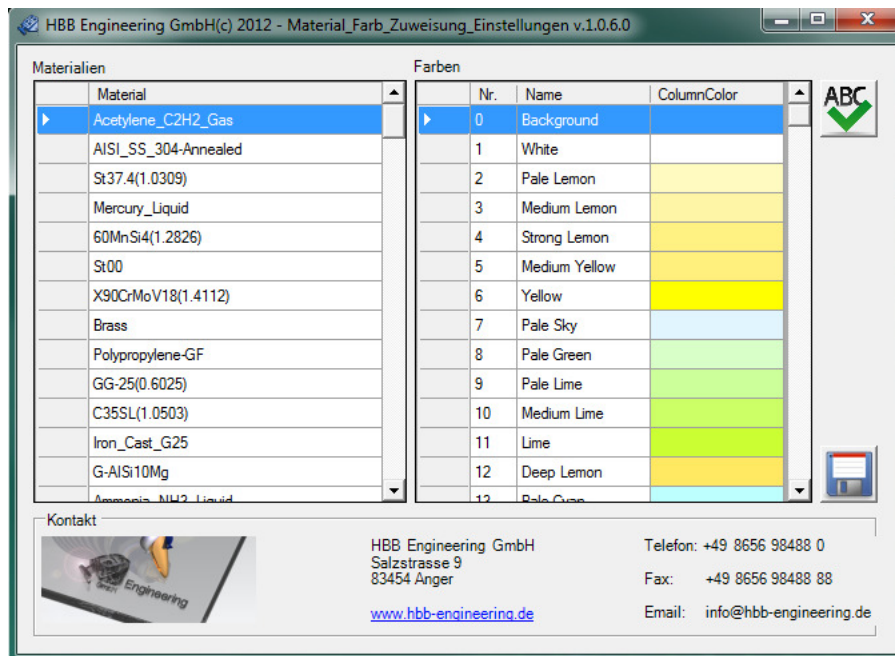 HBB Engineering GmbH(c) 2012 - Material_Farb_Zuweisung_Einstellungen v.1.0.6.0
Materialien
Material
Acetylene_C2H2_Gas
AISI_SS_304-Annealed
St37.4(1.0309)
Mercury_Liquid
60MnSi4(1.2826)
St00
X90CrMoV18(1.4112)
Brass
Polypropylene-GF
GG-25(0.6025)
C35SL(1.0503)
Iron_Cast_G25
G-AlSi10Mg
Ammonia_NH3_Liquid
Farben
Nr. Name ColumnColor
0 Background
1 White
2 Pale Lemon
3 Medium Lemon
4 Strong Lemon
5 Medium Yellow
6 Yellow
7 Pale Sky
8 Pale Green
9 Pale Lime
10 Medium Lime
11 Lime
12 Deep Lemon
13 Pale Cyan
ABC
Kontakt
Engineering
HBB Engineering GmbH
Salzstrasse 9
83454 Anger
www.hbb-engineering.de
Telefon: +49 8656 98488 0
Fax: +49 8656 98488 88
Email: info@hbb-engineering.de